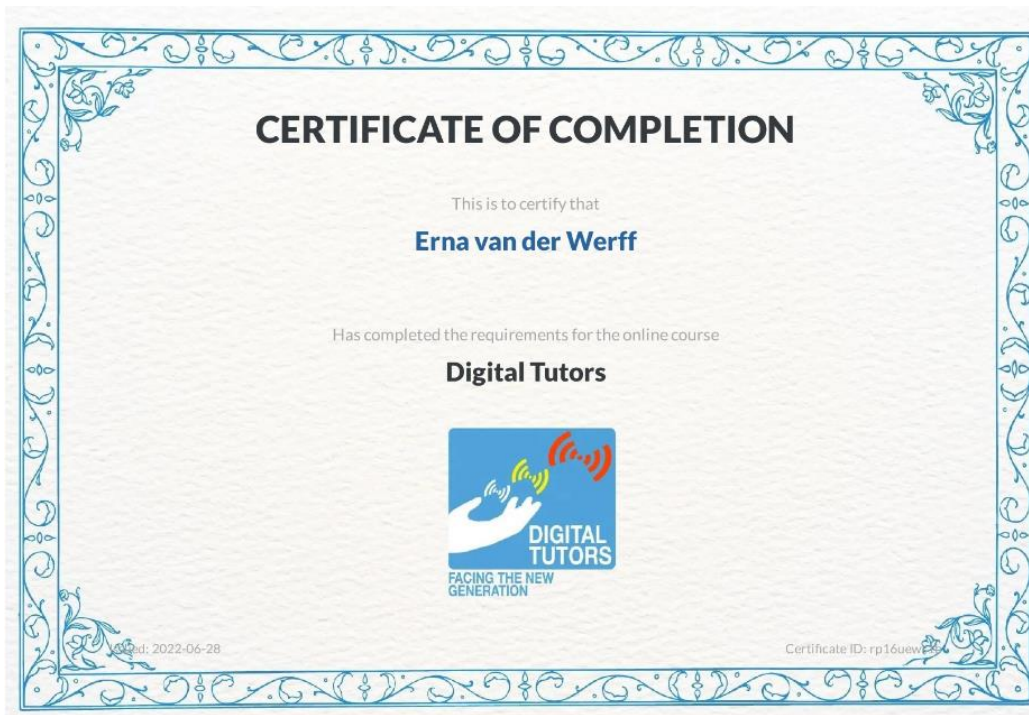 CERTIFICATE OF COMPLETION
This is to certify that
Erna van der Werff
Has completed the requirements for the online course
Digital Tutors
DIGITAL
TUTORS
FACING THE NEW
GENERATION
2022-06-28
Certificate ID: